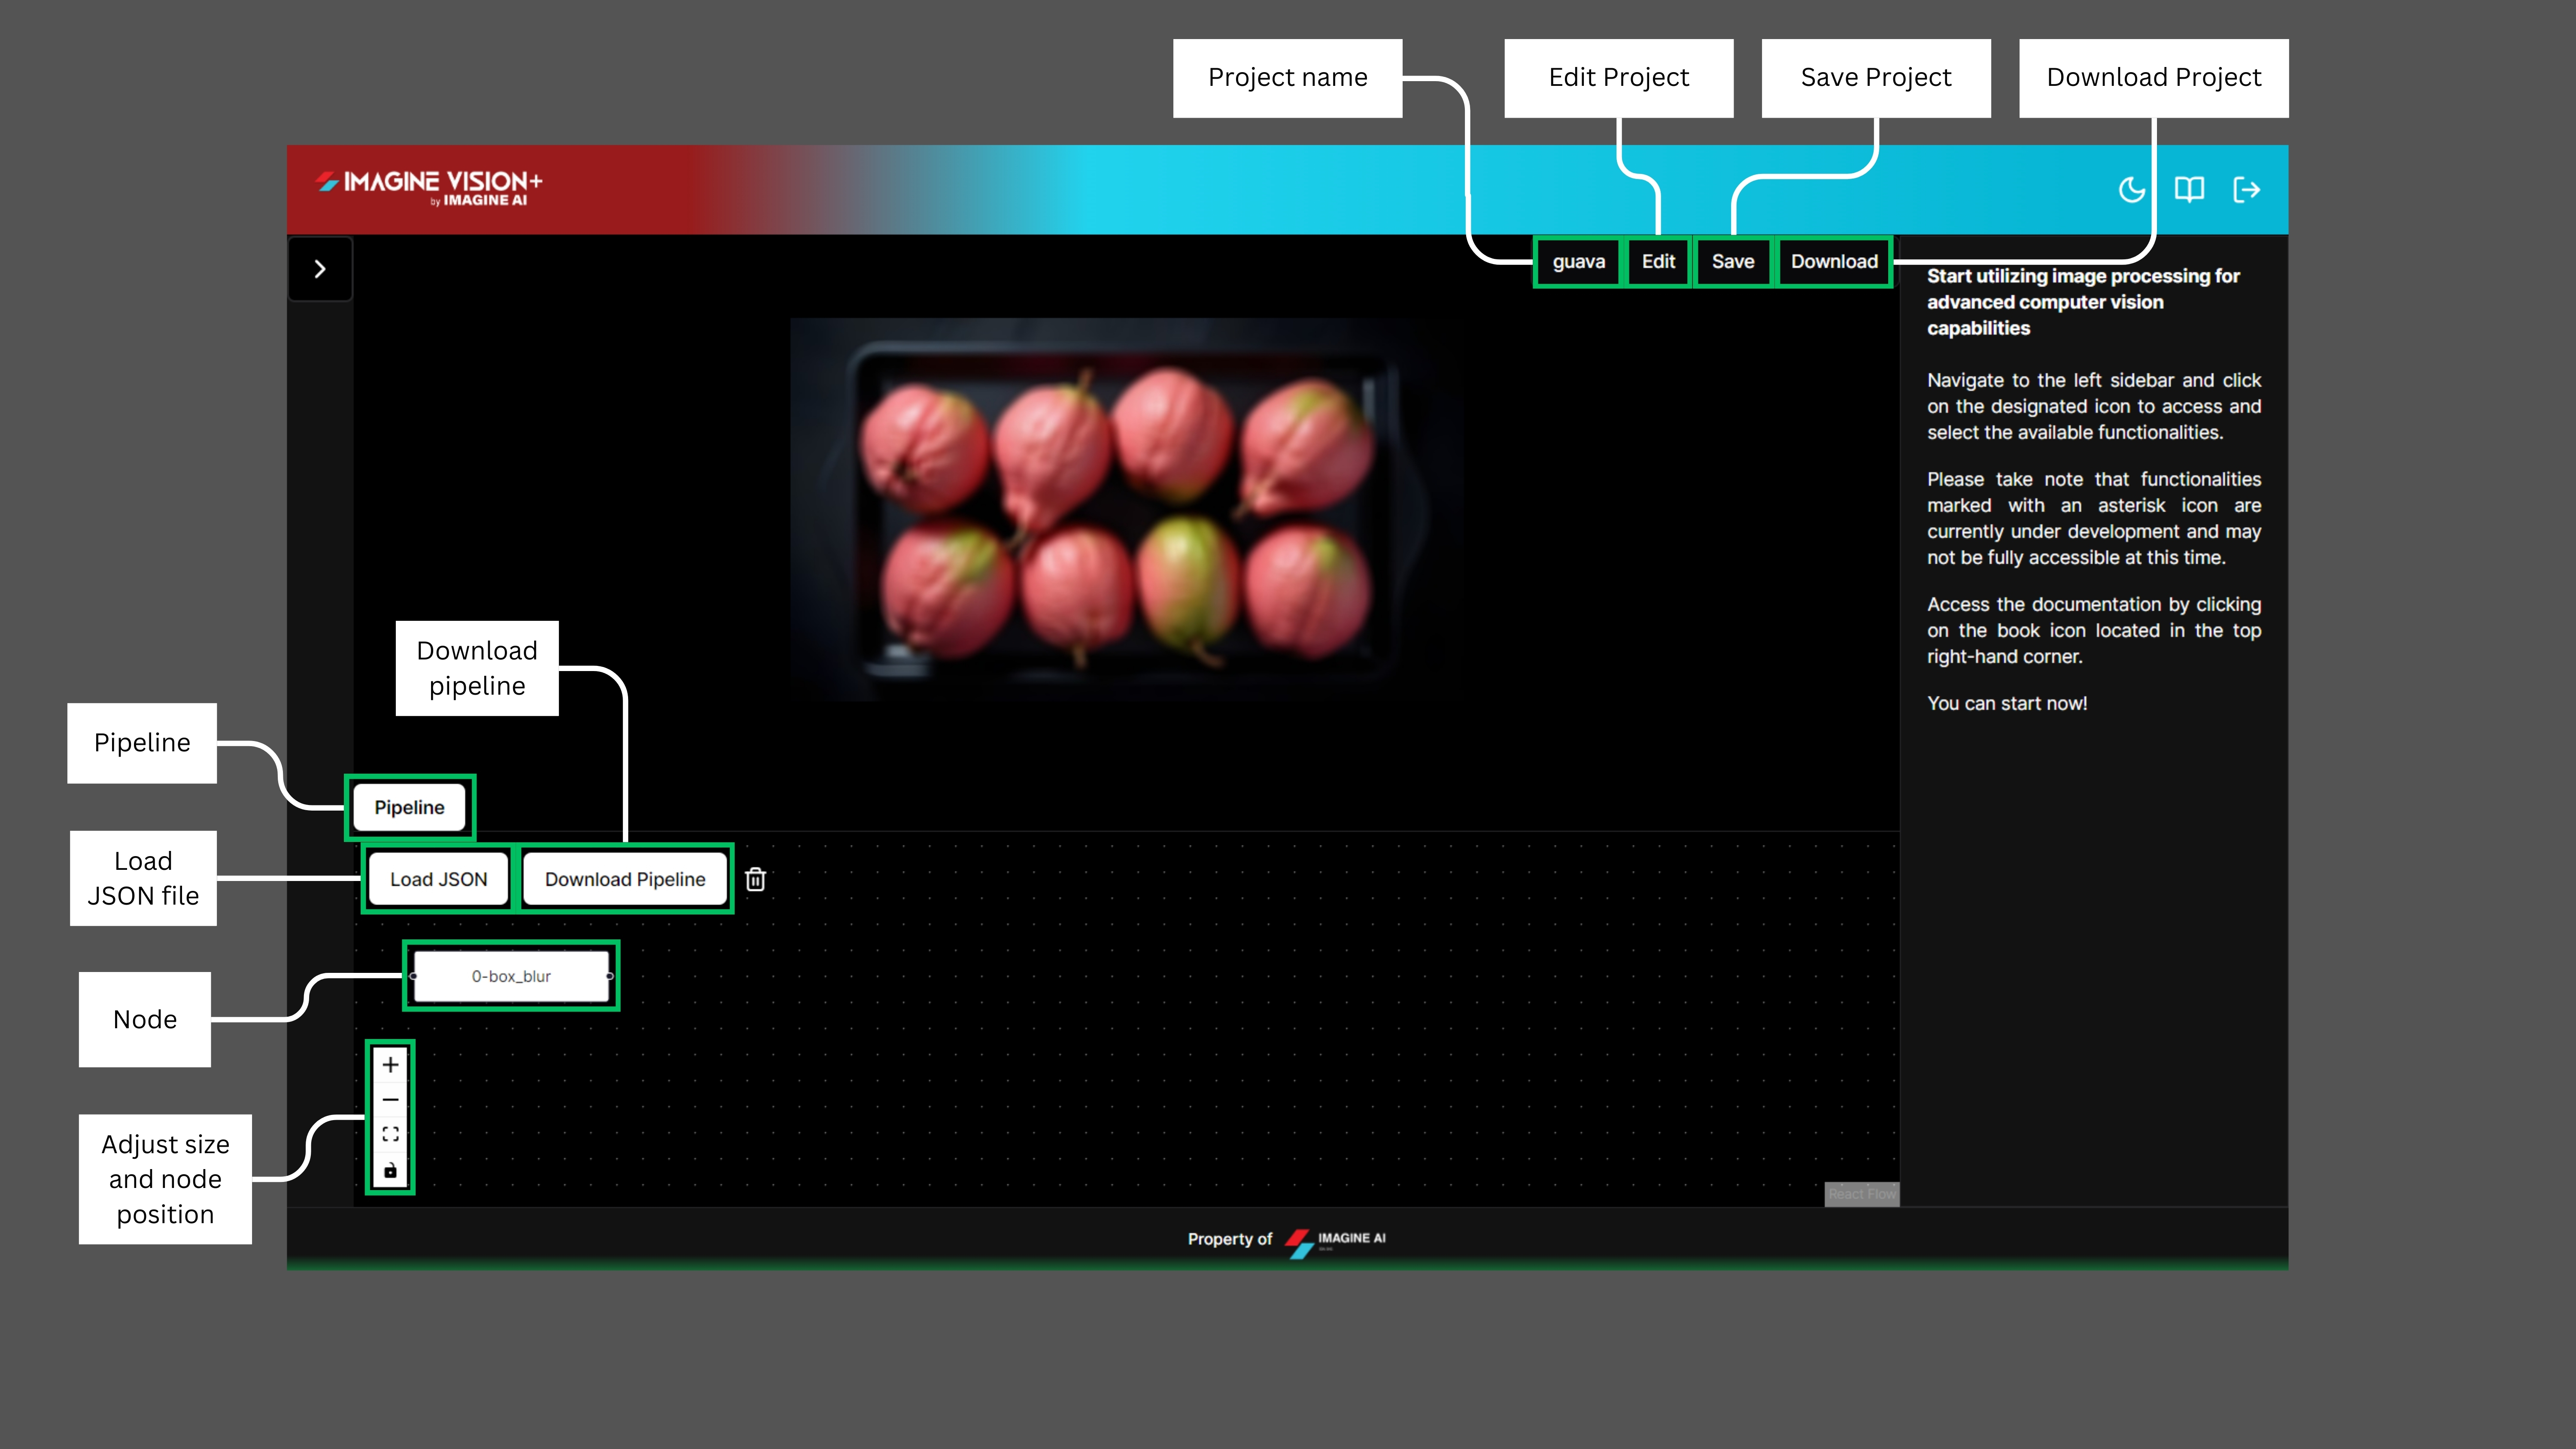 Project name
Edit Project
Save Project
Download Project
IMAGINE VISION+
by IMAGINE AI
guava
Edit
Save
Download
Start utilizing image processing for
advanced computer vision
capabilities
Navigate to the left sidebar and click
on the designated icon to access and
select the available functionalities.
Please take note that functionalities
marked with an asterisk icon are
currently under development and may
not be fully accessible at this time.
Access the documentation by clicking
on the book icon located in the top
right-hand corner.
You can start now!
Download
pipeline
Pipeline
Pipeline
Load
JSON file
Load JSON
Download Pipeline
Node
0-box_blur
Adjust size
and node
position
React Flow
Property of
IMAGINE AI